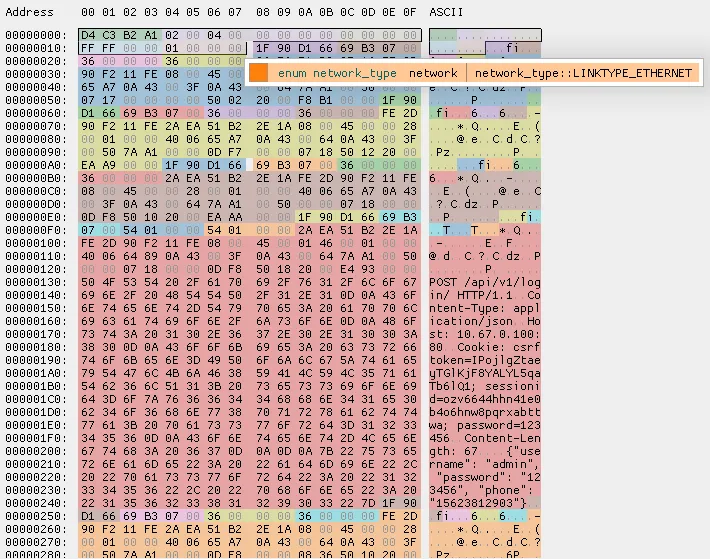 Address 00 01 02 03 04 05 06 07 08 09 0A 0B 0C 0D 0E 0F ASCII
00000000: D4 C3 B2 A1 02 00 04 00 00 00 00 00 00 00 00 00
00000010: FF FF 00 00 01 00 00 00 1F 90 D1 66 69 B3 07 00 ...........fi...
00000020: 36 00 00 00 36 00 00 00
enum network_type network network_type::LINKTYPE_ETHERNET
00000030: 90 F2 11 FE 08 00 45 00
00000040: 65 A7 0A 43 00 3F 0A 43 00 64 7A A1 00 50 00 00 e C ? C dz P
00000050: 07 17 00 00 00 00 50 02 20 00 F8 B1 00 00 1F 90 P
00000060: D1 66 69 B3 07 00 36 00 00 00 36 00 00 00 FE 2D fi 6 6 -
00000070: 90 F2 11 FE 2A EA 51 B2 2E 1A 08 00 45 00 00 28 * Q . E (
00000080: 00 01 00 00 40 06 65 A7 0A 43 00 64 0A 43 00 3F @ e C d C ?
00000090: 00 50 7A A1 00 00 0D F7 00 00 07 18 50 12 20 00 Pz P
000000A0: EA A9 00 00 1F 90 D1 66 69 B3 07 00 36 00 00 00 fi 6
000000B0: 36 00 00 00 2A EA 51 B2 2E 1A FE 2D 90 F2 11 FE 6 * Q . -
000000C0: 08 00 45 00 00 28 00 01 00 00 40 06 65 A7 0A 43 E ( @ e C
000000D0: 00 3F 0A 43 00 64 7A A1 00 50 00 00 07 18 00 00 ? C dz P
000000E0: 0D F8 50 10 20 00 EA AA 00 00 1F 90 D1 66 69 B3 P fi
000000F0: 07 00 54 01 00 00 54 01 00 00 2A EA 51 B2 2E 1A T T * Q .
00000100: FE 2D 90 F2 11 FE 08 00 45 00 01 46 00 01 00 00 - E F
00000110: 40 06 64 89 0A 43 00 3F 0A 43 00 64 7A A1 00 50 @ d C ? C dz P
00000120: 00 00 07 18 00 00 0D F8 50 18 20 00 E4 93 00 00 P
00000130: 50 4F 53 54 20 2F 61 70 69 2F 76 31 2F 6C 6F 67 POST /api/v1/log
00000140: 69 6E 2F 20 48 54 54 50 2F 31 2E 31 0D 0A 43 6F in/ HTTP/1.1 Co
00000150: 6E 74 65 6E 74 2D 54 79 70 65 3A 20 61 70 70 6C ntent-Type: appl
00000160: 69 63 61 74 69 6F 6E 2F 6A 73 6F 6E 0D 0A 48 6F ication/json Ho
00000170: 73 74 3A 20 31 30 2E 36 37 2E 30 2E 31 30 30 3A st: 10.67.0.100:
00000180: 38 30 0D 0A 43 6F 6F 6B 69 65 3A 20 63 73 72 66 80 Cookie: csrf
00000190: 74 6F 6B 65 6E 3D 49 50 6F 6A 6C 67 5A 74 61 65 token=IPojlgZtae
000001A0: 79 54 47 6C 4B 6A 46 38 59 41 4C 59 4C 35 71 61 yTGlKjF8YALYL5qa
000001B0: 54 62 36 6C 51 31 3B 20 73 65 73 73 69 6F 6E 69 Tb6lQ1; sessioni
000001C0: 64 3D 6F 7A 76 36 36 34 34 68 68 6E 34 31 65 30 d=ozv6644hhn41e0
000001D0: 62 34 6F 36 68 6E 77 38 70 71 72 78 61 62 74 74 b4o6hnw8pqrxabtt
000001E0: 77 61 3B 20 70 61 73 73 77 6F 72 64 3D 31 32 33 wa; password=123
000001F0: 34 35 36 0D 0A 43 6F 6E 74 65 6E 74 2D 4C 65 6E 456 Content-Len
00000200: 67 74 68 3A 20 36 37 0D 0A 0D 0A 7B 22 75 73 65 gth: 67 {"use
00000210: 72 6E 61 6D 65 22 3A 20 22 61 64 6D 69 6E 22 2C rname": "admin",
00000220: 20 22 70 61 73 73 77 6F 72 64 22 3A 20 22 31 32 "password": "12
00000230: 33 34 35 36 22 2C 20 22 70 68 6F 6E 65 22 3A 20 3456", "phone":
00000240: 22 31 35 36 32 33 38 31 32 39 30 33 22 7D 1F 90 "15623812903"}
00000250: D1 66 69 B3 07 00 36 00 00 00 36 00 00 00 FE 2D fi 6 6 -
00000260: 90 F2 11 FE 2A EA 51 B2 2E 1A 08 00 45 00 00 28 * Q . E (
00000270: 00 01 00 00 40 06 65 A7 0A 43 00 64 0A 43 00 3F @ e C d C ?
00000280: 00 50 7A A1 00 00 0D F8 00 00 08 36 50 10 20 00 Pz 6P